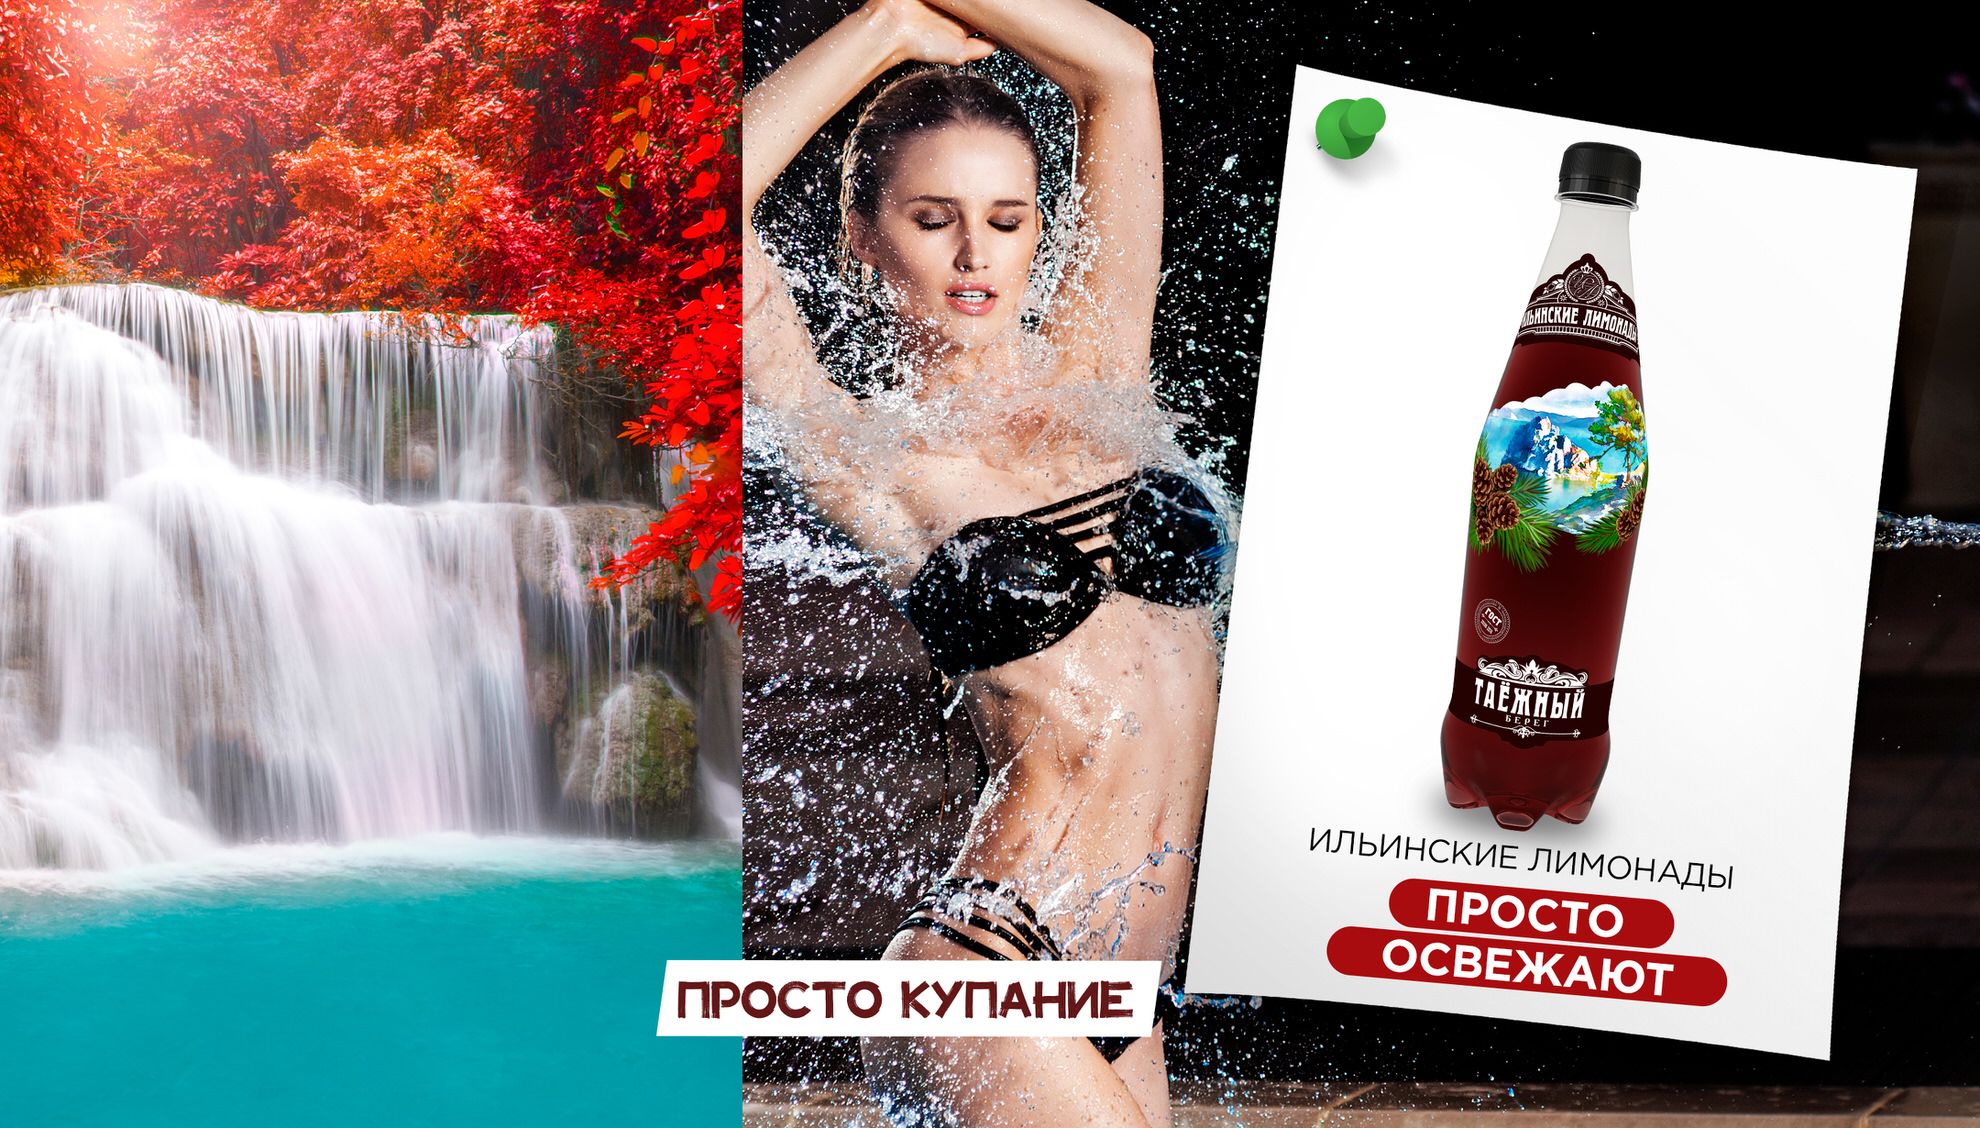 ИЛЬИНСКИЕ ЛИМОНАДЫ
ГОСТ
ТАЁЖНЫЙ
БЕРЕГ
ИЛЬИНСКИЕ ЛИМОНАДЫ
ПРОСТО
ОСВЕЖАЮТ
ПРОСТО КУПАНИЕ